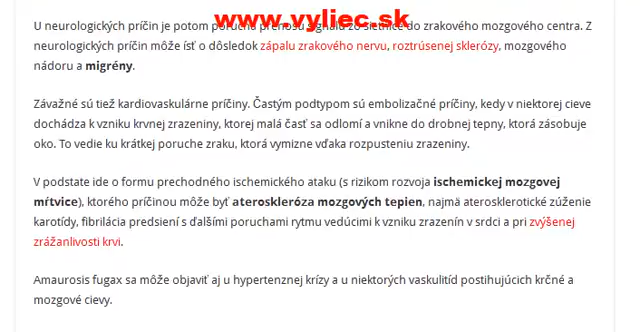 www.vyliec.sk
U neurologických príčin je potom porucha prenosu signálu zo sietnice do zrakového mozgového centra. Z
neurologických príčin môže ísť o dôsledok zápalu zrakového nervu, roztrúsenej sklerózy, mozgového
nádoru a migrény.
Závažné sú tiež kardiovaskulárne príčiny. Častým podtypom sú embolizačné príčiny, kedy v niektorej cieve
dochádza k vzniku krvnej zrazeniny, ktorej malá časť sa odlomí a vnikne do drobnej tepny, ktorá zásobuje
oko. To vedie ku krátkej poruche zraku, ktorá vymizne vďaka rozpusteniu zrazeniny.
V podstate ide o formu prechodného ischemického ataku (s rizikom rozvoja ischemickej mozgovej
mŕtvice), ktorého príčinou môže byť ateroskleróza mozgových tepien, najmä aterosklerotické zúženie
karotídy, fibrilácia predsiení s ďalšími poruchami rytmu vedúcimi k vzniku zrazenín v srdci a pri zvýšenej
zrážanlivosti krvi.
Amaurosis fugax sa môže objaviť aj u hypertenznej krízy a u niektorých vaskulitíd postihujúcich krčné a
mozgové cievy.